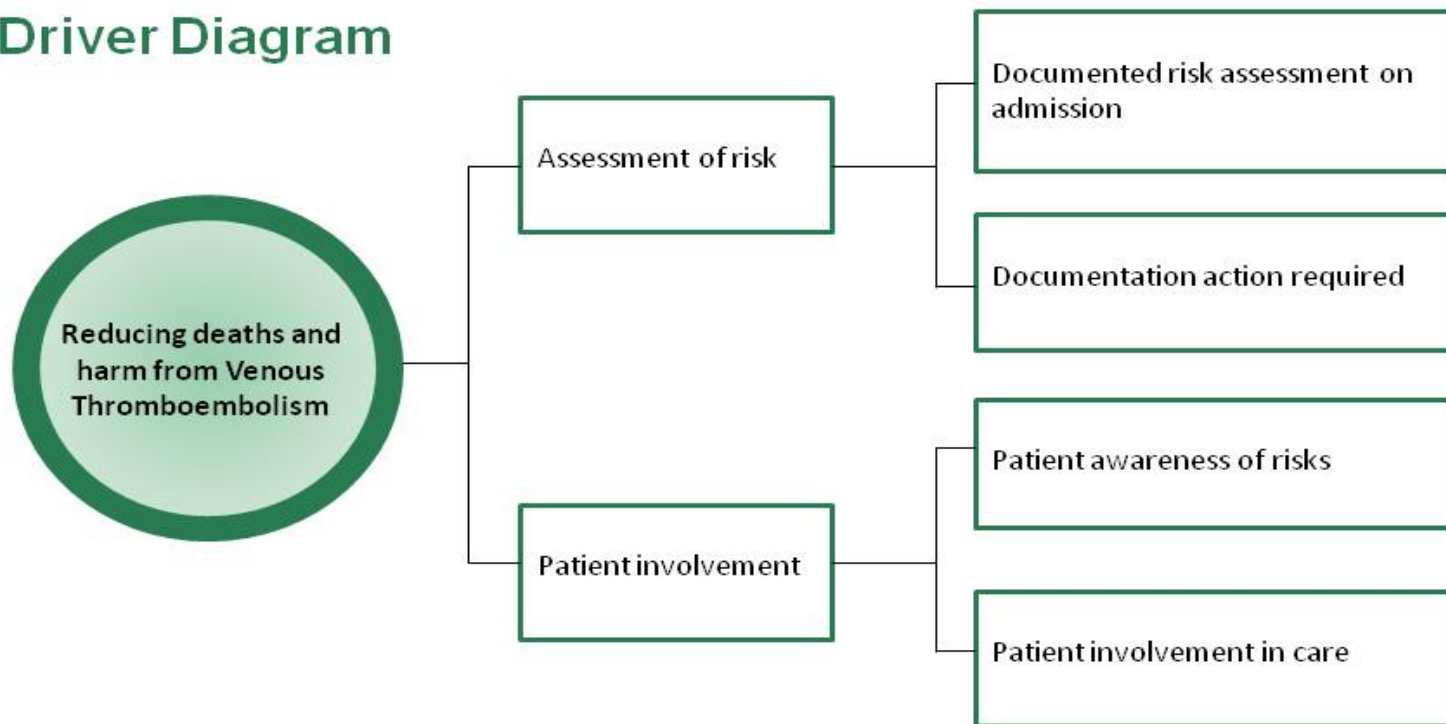 Driver Diagram
Documented risk assessment on
admission
Assessment of risk
Documentation action required
Reducing deaths and
harm from Venous
Thromboembolism
Patient awareness of risks
Patient involvement
Patient involvement in care